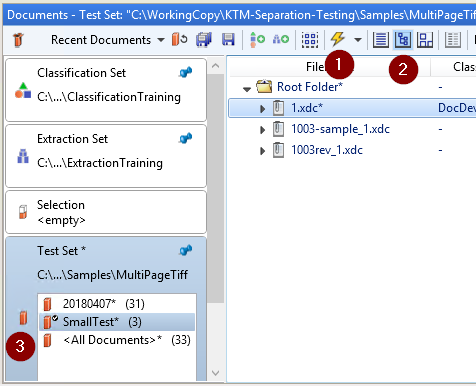 Documents - Test Set: "C:\WorkingCopy\KTM-Separation-Testing\Samples\MultiPageTiff
Recent Documents
1
2
File
Class
Classification Set
C:\...\ClassificationTraining
Extraction Set
C:\...\ExtractionTraining
Selection
<empty>
Test Set *
C:\...\Samples\MultiPageTiff
20180407* (31)
SmallTest* (3)
<All Documents>* (33)
3
Root Folder* -
1.xdc* DocDev
1003-sample_1.xdc -
1003rev_1.xdc -